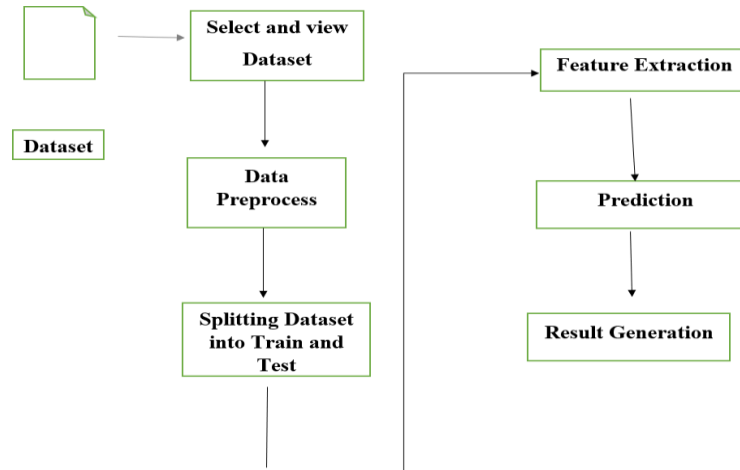 Select and view
Dataset
Dataset
Data
Preprocess
Splitting Dataset
into Train and
Test
Feature Extraction
Prediction
Result Generation